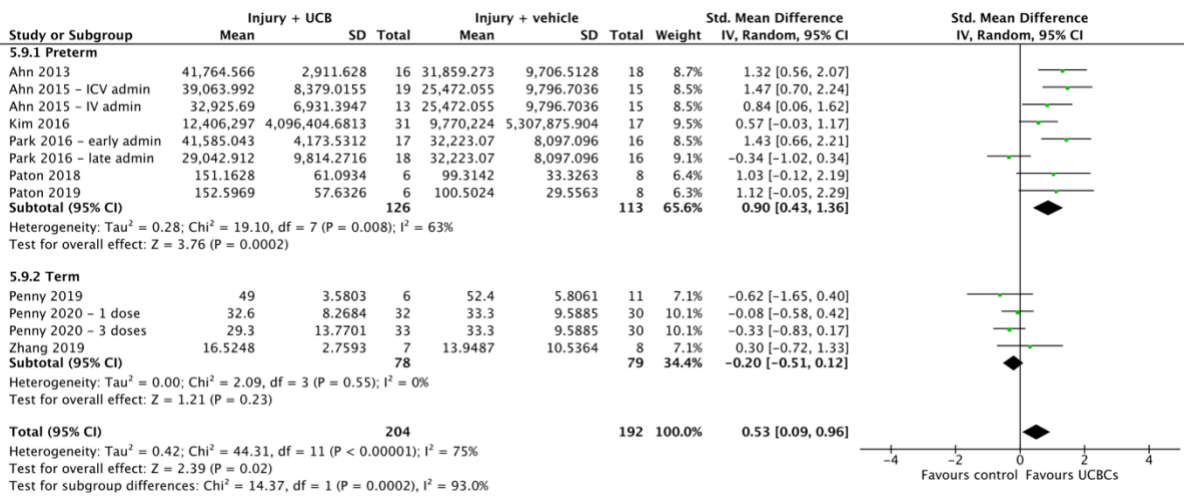 Injury + UCB Injury + vehicle Std. Mean Difference Std. Mean Difference
Study or Subgroup Mean SD Total Mean SD Total Weight IV, Random, 95% CI IV, Random, 95% CI
5.9.1 Preterm
Ahn 2013 41,764.566 2,911.628 16 31,859.273 9,706.5128 18 8.7% 1.32 [0.56, 2.07]
Ahn 2015 – ICV admin 39,063.992 8,379.0155 19 25,472.055 9,796.7036 15 8.5% 1.47 [0.70, 2.24]
Ahn 2015 – IV admin 32,925.69 6,931.3947 13 25,472.055 9,796.7036 15 8.5% 0.84 [0.06, 1.62]
Kim 2016 12,406,297 4,096,404.6813 31 9,770,224 5,307,875.904 17 9.5% 0.57 [−0.03, 1.17]
Park 2016 – early admin 41,585.043 4,173.5312 17 32,223.07 8,097.096 16 8.5% 1.43 [0.66, 2.21]
Park 2016 – late admin 29,042.912 9,814.2716 18 32,223.07 8,097.096 16 9.1% −0.34 [−1.02, 0.34]
Paton 2018 151.1628 61.0934 6 99.3142 33.3263 8 6.4% 1.03 [−0.12, 2.19]
Paton 2019 152.5969 57.6326 6 100.5024 29.5563 8 6.3% 1.12 [−0.05, 2.29]
Subtotal (95% CI) 126 113 65.6% 0.90 [0.43, 1.36]
Heterogeneity: Tau² = 0.28; Chi² = 19.10, df = 7 (P = 0.008); I² = 63%
Test for overall effect: Z = 3.76 (P = 0.0002)
5.9.2 Term
Penny 2019 49 3.5803 6 52.4 5.8061 11 7.1% −0.62 [−1.65, 0.40]
Penny 2020 – 1 dose 32.6 8.2684 32 33.3 9.5885 30 10.1% −0.08 [−0.58, 0.42]
Penny 2020 – 3 doses 29.3 13.7701 33 33.3 9.5885 30 10.1% −0.33 [−0.83, 0.17]
Zhang 2019 16.5248 2.7593 7 13.9487 10.5364 8 7.1% 0.30 [−0.72, 1.33]
Subtotal (95% CI) 78 79 34.4% −0.20 [−0.51, 0.12]
Heterogeneity: Tau² = 0.00; Chi² = 2.09, df = 3 (P = 0.55); I² = 0%
Test for overall effect: Z = 1.21 (P = 0.23)
Total (95% CI) 204 192 100.0% 0.53 [0.09, 0.96]
Heterogeneity: Tau² = 0.42; Chi² = 44.31, df = 11 (P < 0.00001); I² = 75%
Test for overall effect: Z = 2.39 (P = 0.02)
Test for subgroup differences: Chi² = 14.37, df = 1 (P = 0.0002), I² = 93.0%
−4 −2 0 2 4
Favours control Favours UCBCs